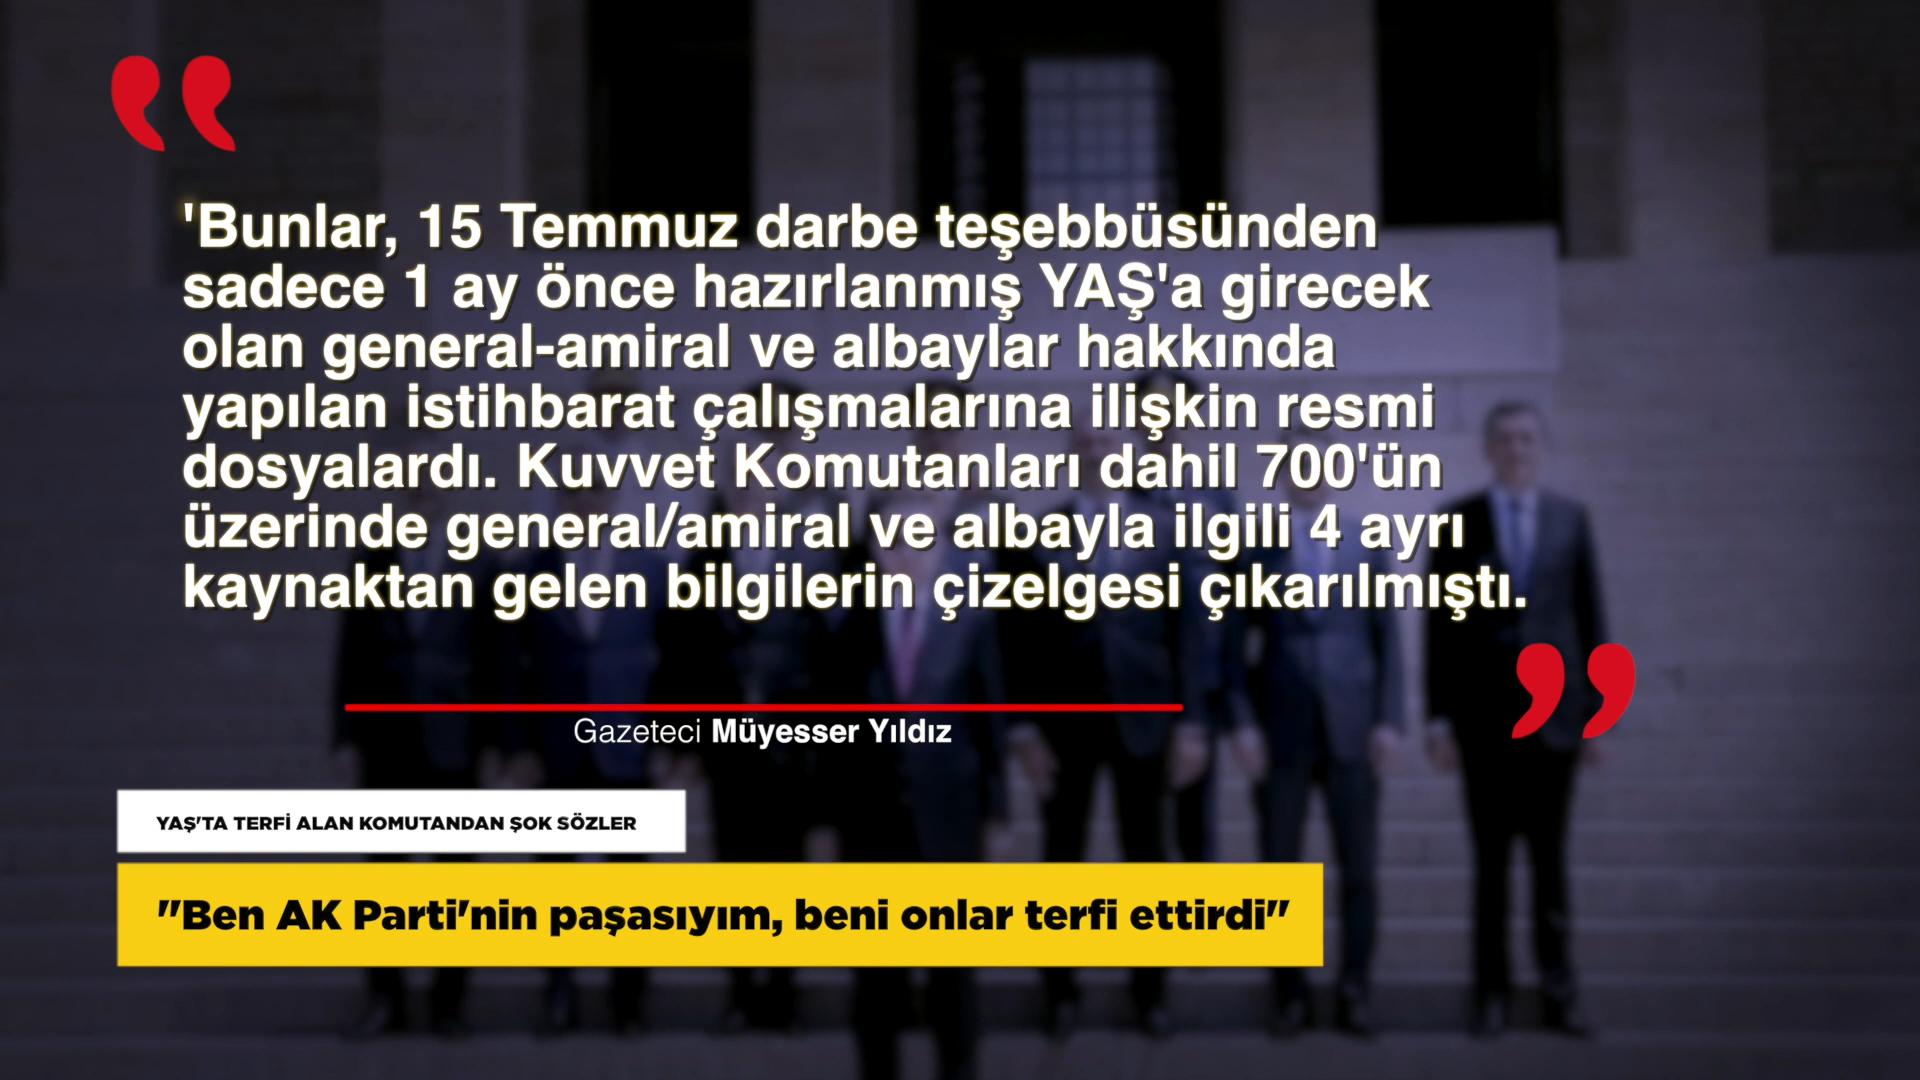 'Bunlar, 15 Temmuz darbe teşebbüsünden
sadece 1 ay önce hazırlanmış YAŞ'a girecek
olan general-amiral ve albaylar hakkında
yapılan istihbarat çalışmalarına ilişkin resmi
dosyalardı. Kuvvet Komutanları dahil 700'ün
üzerinde general/amiral ve albayla ilgili 4 ayrı
kaynaktan gelen bilgilerin çizelgesi çıkarılmıştı.
Gazeteci Müyesser Yıldız
YAŞ'TA TERFİ ALAN KOMUTANDAN ŞOK SÖZLER
"Ben AK Parti'nin paşasıyım, beni onlar terfi ettirdi"